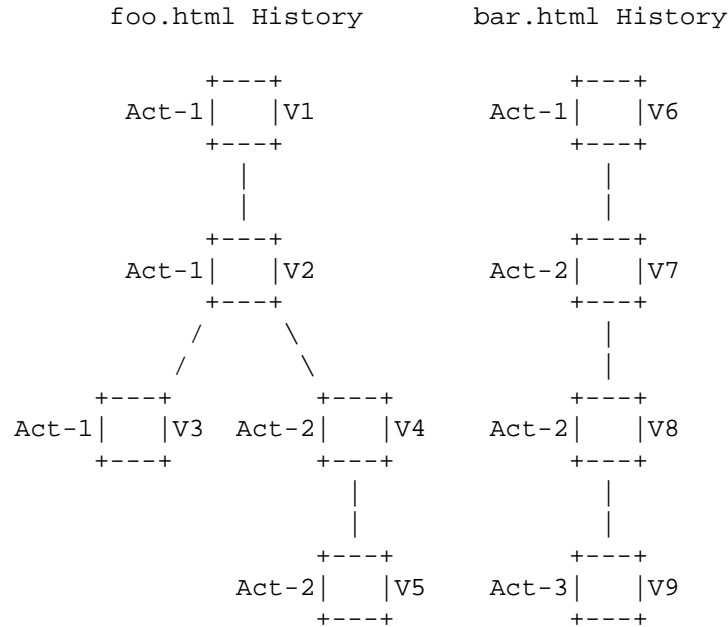 foo.html History        bar.html History

            +---+                  +---+
       Act-1|   |V1           Act-1|   |V6
            +---+                  +---+
              |                      |
              |                      |
            +---+                  +---+
       Act-1|   |V2           Act-2|   |V7
            +---+                  +---+
           /     \                   |
          /       \                  |
     +---+        +---+            +---+
Act-1|   |V3 Act-2|   |V4     Act-2|   |V8
     +---+        +---+            +---+
                    |                |
                    |                |
                  +---+            +---+
             Act-2|   |V5     Act-3|   |V9
                  +---+            +---+